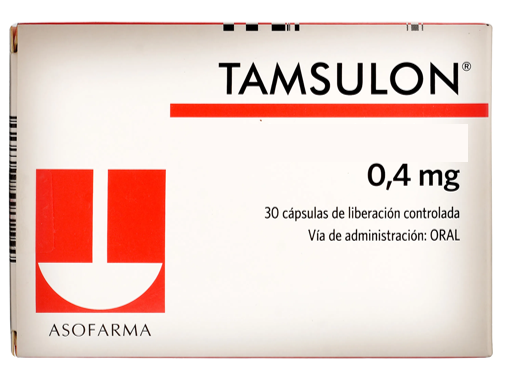 TAMSULON®
0,4 mg
30 cápsulas de liberación controlada
Vía de administración: ORAL
ASOFARMA